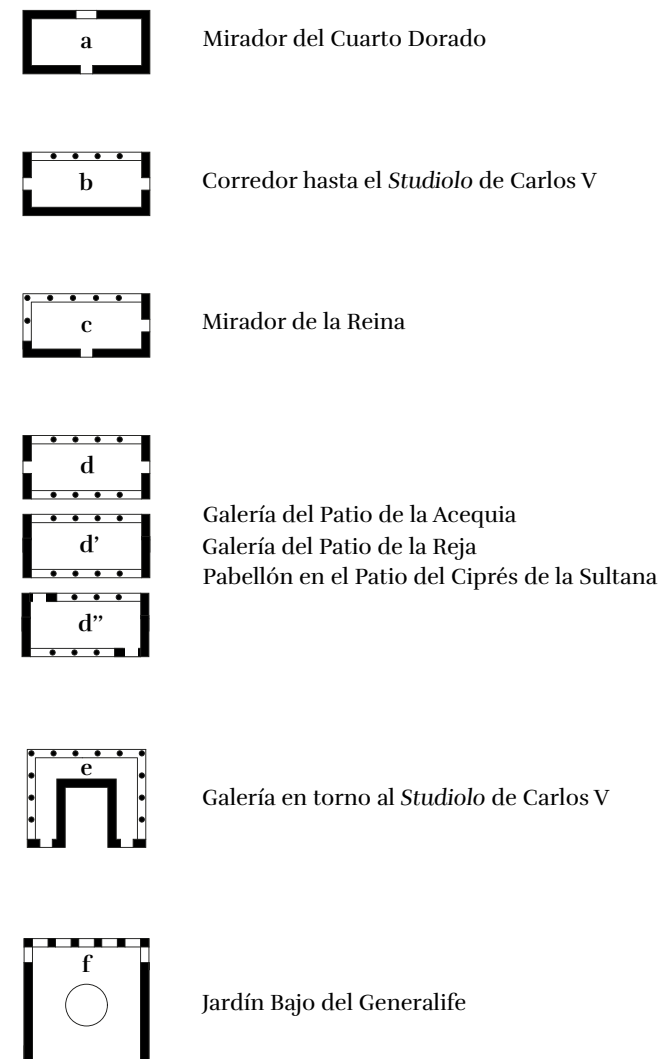 a
Mirador del Cuarto Dorado
b
Corredor hasta el Studiolo de Carlos V
c
Mirador de la Reina
d
d’
d”
Galería del Patio de la Acequia
Galería del Patio de la Reja
Pabellón en el Patio del Ciprés de la Sultana
e
Galería en torno al Studiolo de Carlos V
f
Jardín Bajo del Generalife